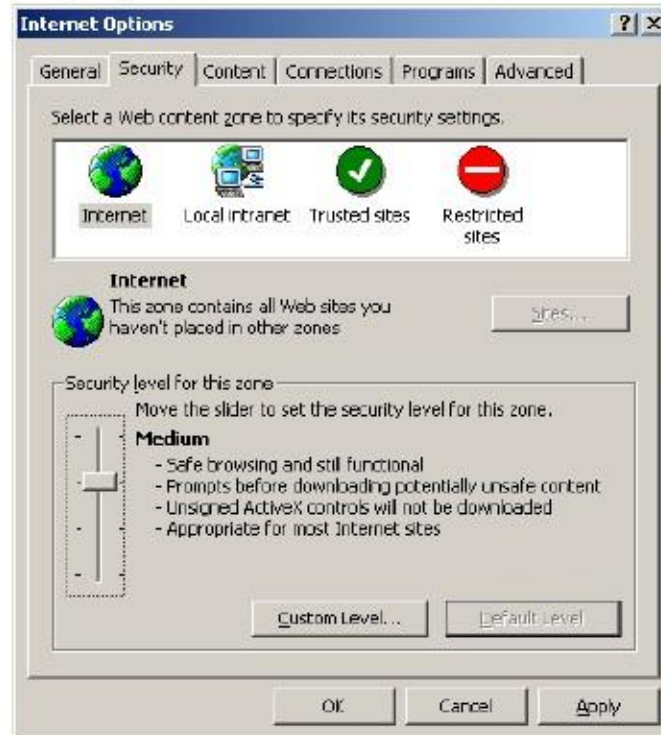 Internet Options
General Security Content Connections Programs Advanced
Select a Web content zone to specify its security settings.
Internet Local intranet Trusted sites Restricted
sites
Internet
This zone contains all Web sites you
haven't placed in other zones
Sites...
Security level for this zone
Move the slider to set the security level for this zone.
Medium
- Safe browsing and still functional
- Prompts before downloading potentially unsafe content
- Unsigned ActiveX controls will not be downloaded
- Appropriate for most Internet sites
Custom Level... Default Level
OK Cancel Apply